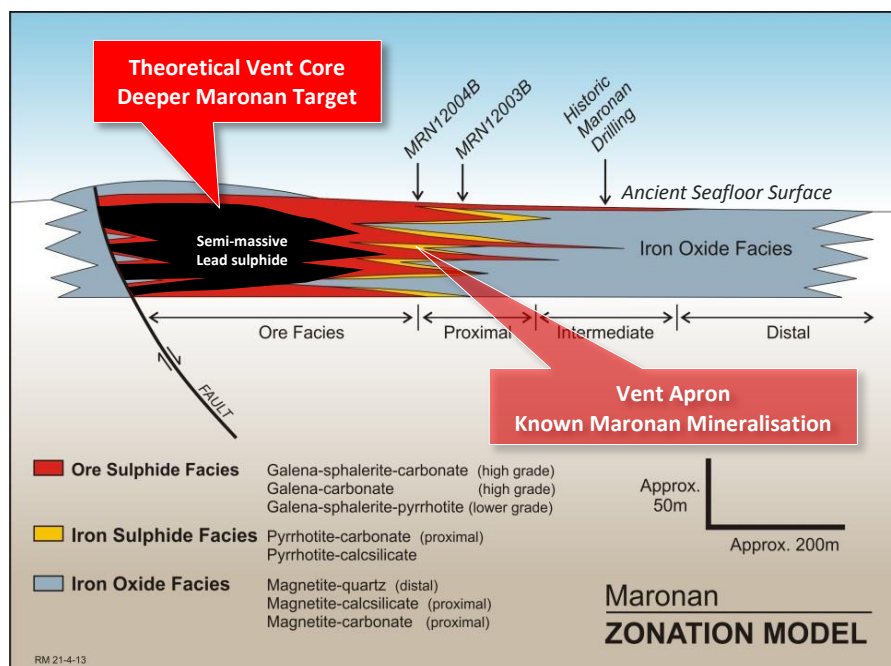 Theoretical Vent Core
Deeper Maronan Target
MRN12004B
MRN12003B
Historic
Maronan
Drilling
Ancient Seafloor Surface
Semi-massive
Lead sulphide
Iron Oxide Facies
Ore Facies
Proximal
Intermediate
Distal
FAULT
Vent Apron
Known Maronan Mineralisation
Ore Sulphide Facies
Galena-sphalerite-carbonate (high grade)
Galena-carbonate (high grade)
Galena-sphalerite-pyrrhotite (lower grade)
Iron Sulphide Facies
Pyrrhotite-carbonate (proximal)
Pyrrhotite-calcsilicate
Iron Oxide Facies
Magnetite-quartz (distal)
Magnetite-calcsilicate (proximal)
Magnetite-carbonate (proximal)
Approx.
50m
Approx. 200m
Maronan
ZONATION MODEL
RM 21-4-13